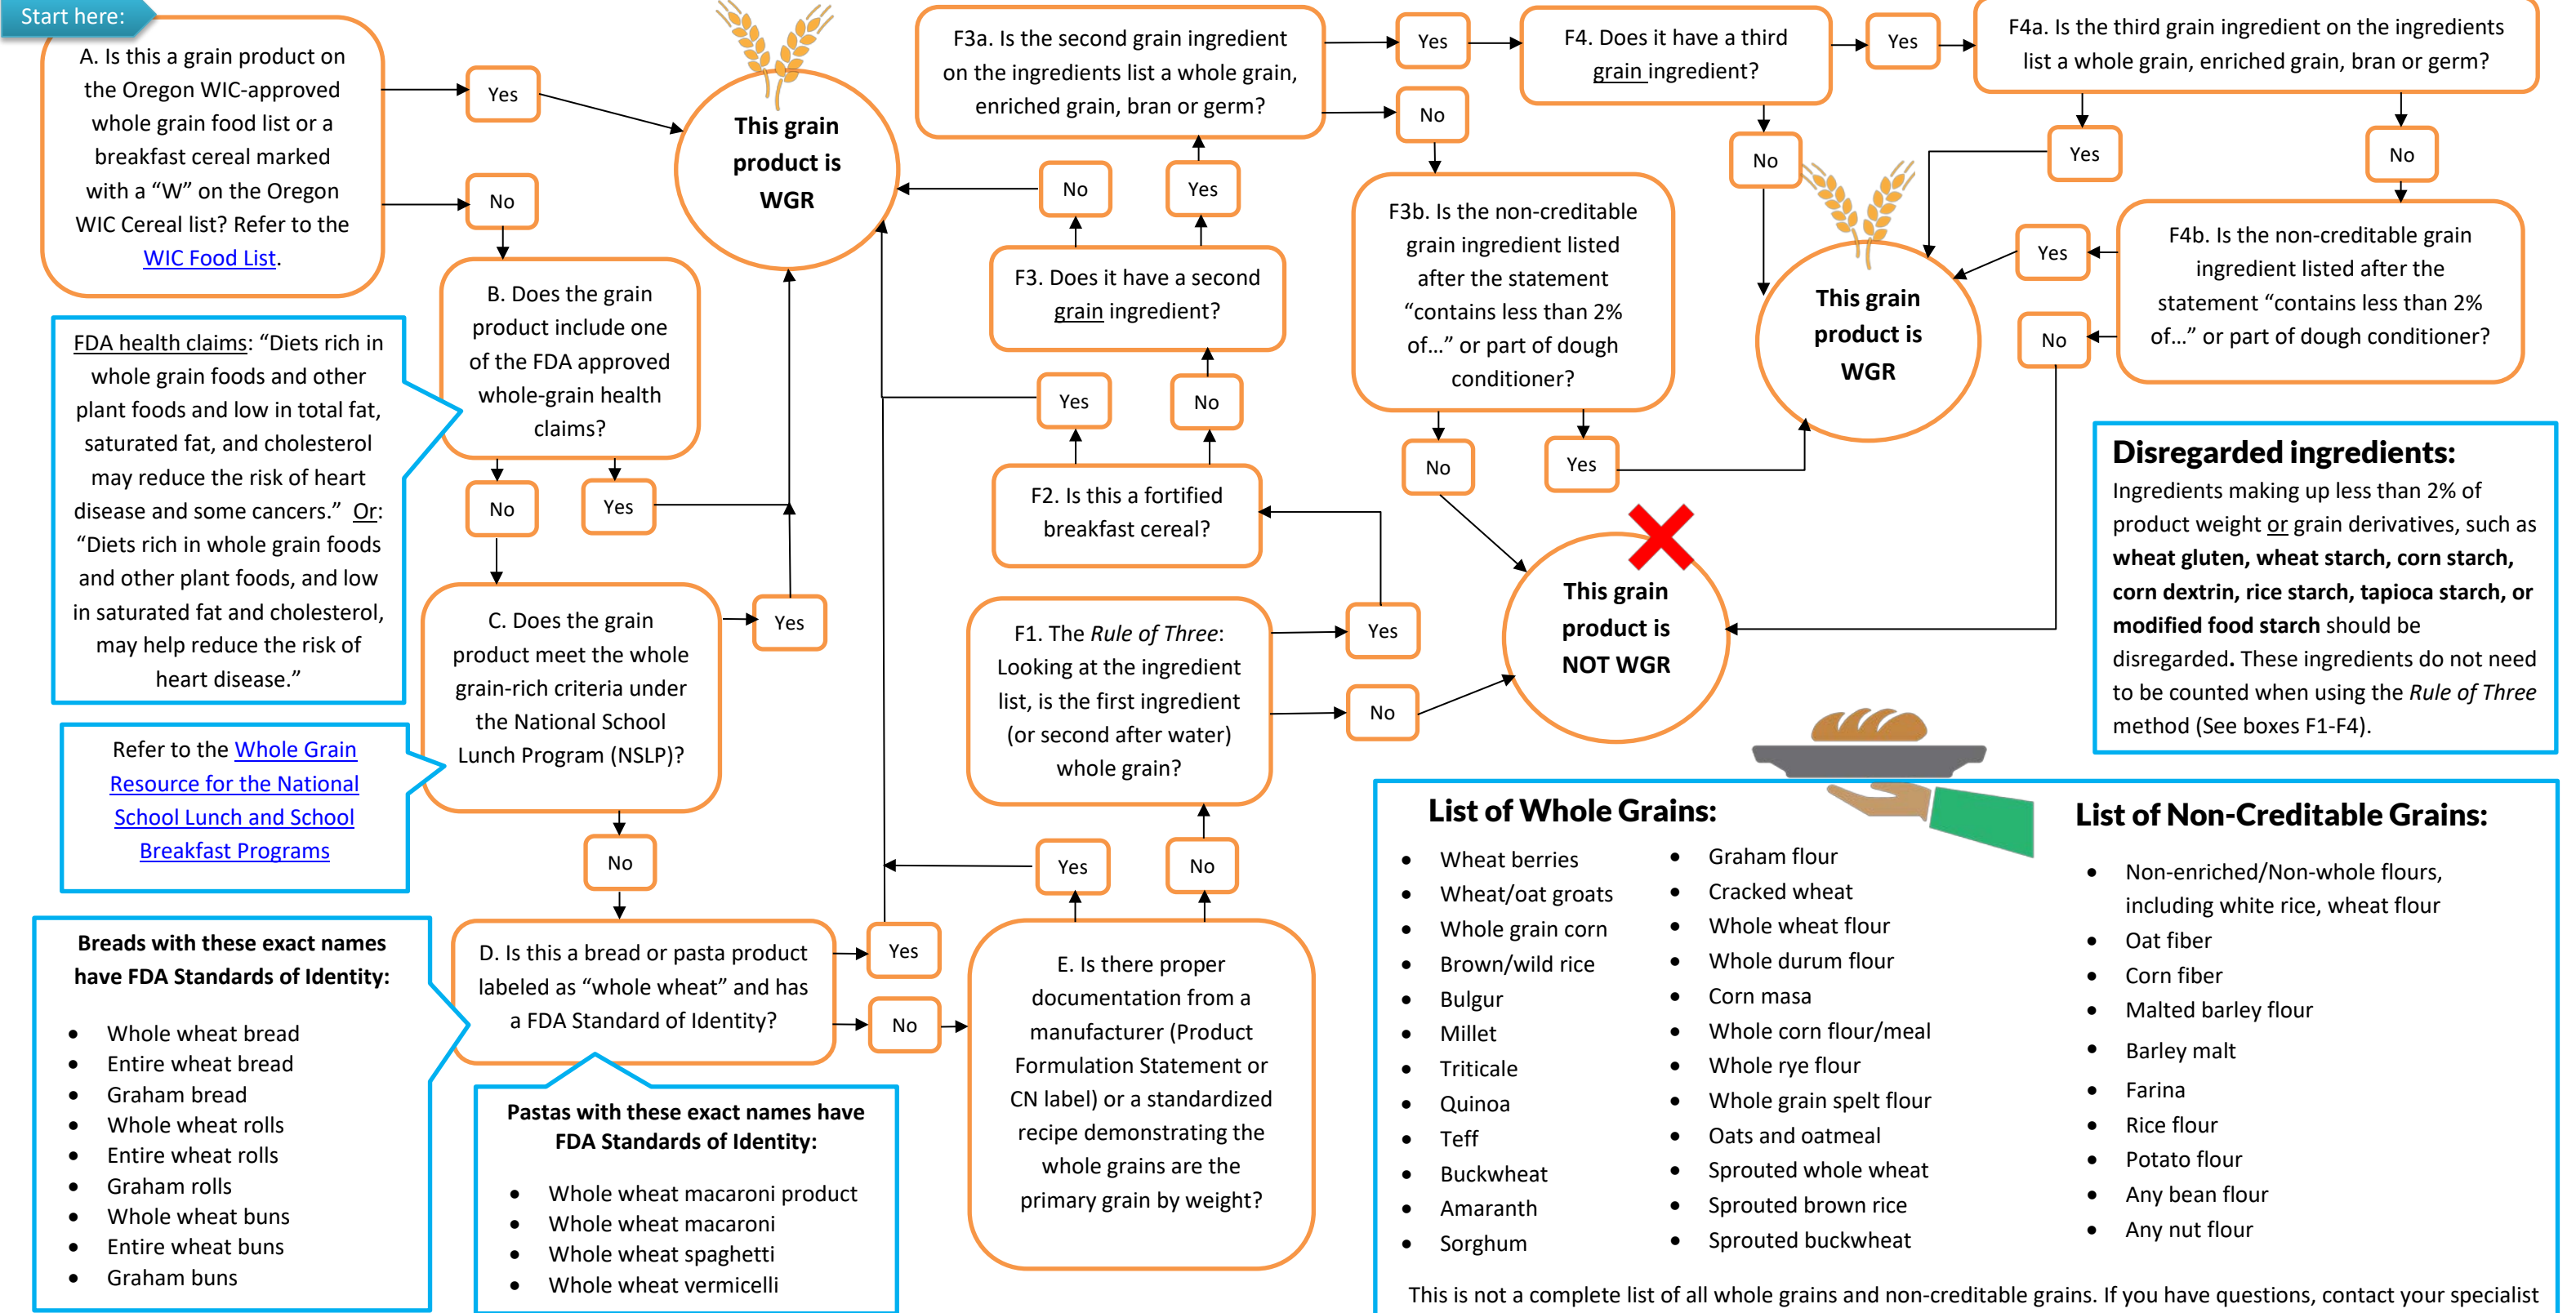 Start here:
A. Is this a grain product on
the Oregon WIC-approved
whole grain food list or a
breakfast cereal marked
with a “W” on the Oregon
WIC Cereal list? Refer to the
WIC Food List.
Yes
No
This grain
product is
WGR
B. Does the grain
product include one
of the FDA approved
whole-grain health
claims?
No
Yes
FDA health claims: “Diets rich in
whole grain foods and other
plant foods and low in total fat,
saturated fat, and cholesterol
may reduce the risk of heart
disease and some cancers.” Or:
“Diets rich in whole grain foods
and other plant foods, and low
in saturated fat and cholesterol,
may help reduce the risk of
heart disease.”
C. Does the grain
product meet the whole
grain-rich criteria under
the National School
Lunch Program (NSLP)?
Yes
No
Refer to the Whole Grain
Resource for the National
School Lunch and School
Breakfast Programs
D. Is this a bread or pasta product
labeled as “whole wheat” and has
a FDA Standard of Identity?
Yes
No
Breads with these exact names
have FDA Standards of Identity:
• Whole wheat bread
• Entire wheat bread
• Graham bread
• Whole wheat rolls
• Entire wheat rolls
• Graham rolls
• Whole wheat buns
• Entire wheat buns
• Graham buns
Pastas with these exact names have
FDA Standards of Identity:
• Whole wheat macaroni product
• Whole wheat macaroni
• Whole wheat spaghetti
• Whole wheat vermicelli
E. Is there proper
documentation from a
manufacturer (Product
Formulation Statement or
CN label) or a standardized
recipe demonstrating the
whole grains are the
primary grain by weight?
Yes
No
F1. The Rule of Three:
Looking at the ingredient
list, is the first ingredient
(or second after water)
whole grain?
Yes
No
F2. Is this a fortified
breakfast cereal?
Yes
No
F3. Does it have a second
grain ingredient?
No
Yes
F3a. Is the second grain ingredient
on the ingredients list a whole grain,
enriched grain, bran or germ?
Yes
No
F3b. Is the non-creditable
grain ingredient listed
after the statement
“contains less than 2%
of…” or part of dough
conditioner?
No
Yes
F4. Does it have a third
grain ingredient?
Yes
No
F4a. Is the third grain ingredient on the ingredients
list a whole grain, enriched grain, bran or germ?
Yes
No
F4b. Is the non-creditable grain
ingredient listed after the
statement “contains less than 2%
of…” or part of dough conditioner?
Yes
No
This grain
product is
WGR
This grain
product is
NOT WGR
Disregarded ingredients:
Ingredients making up less than 2% of
product weight or grain derivatives, such as
wheat gluten, wheat starch, corn starch,
corn dextrin, rice starch, tapioca starch, or
modified food starch should be
disregarded. These ingredients do not need
to be counted when using the Rule of Three
method (See boxes F1-F4).
List of Whole Grains:
• Wheat berries
• Wheat/oat groats
• Whole grain corn
• Brown/wild rice
• Bulgur
• Millet
• Triticale
• Quinoa
• Teff
• Buckwheat
• Amaranth
• Sorghum
• Graham flour
• Cracked wheat
• Whole wheat flour
• Whole durum flour
• Corn masa
• Whole corn flour/meal
• Whole rye flour
• Whole grain spelt flour
• Oats and oatmeal
• Sprouted whole wheat
• Sprouted brown rice
• Sprouted buckwheat
List of Non-Creditable Grains:
• Non-enriched/Non-whole flours,
including white rice, wheat flour
• Oat fiber
• Corn fiber
• Malted barley flour
• Barley malt
• Farina
• Rice flour
• Potato flour
• Any bean flour
• Any nut flour
This is not a complete list of all whole grains and non-creditable grains. If you have questions, contact your specialist